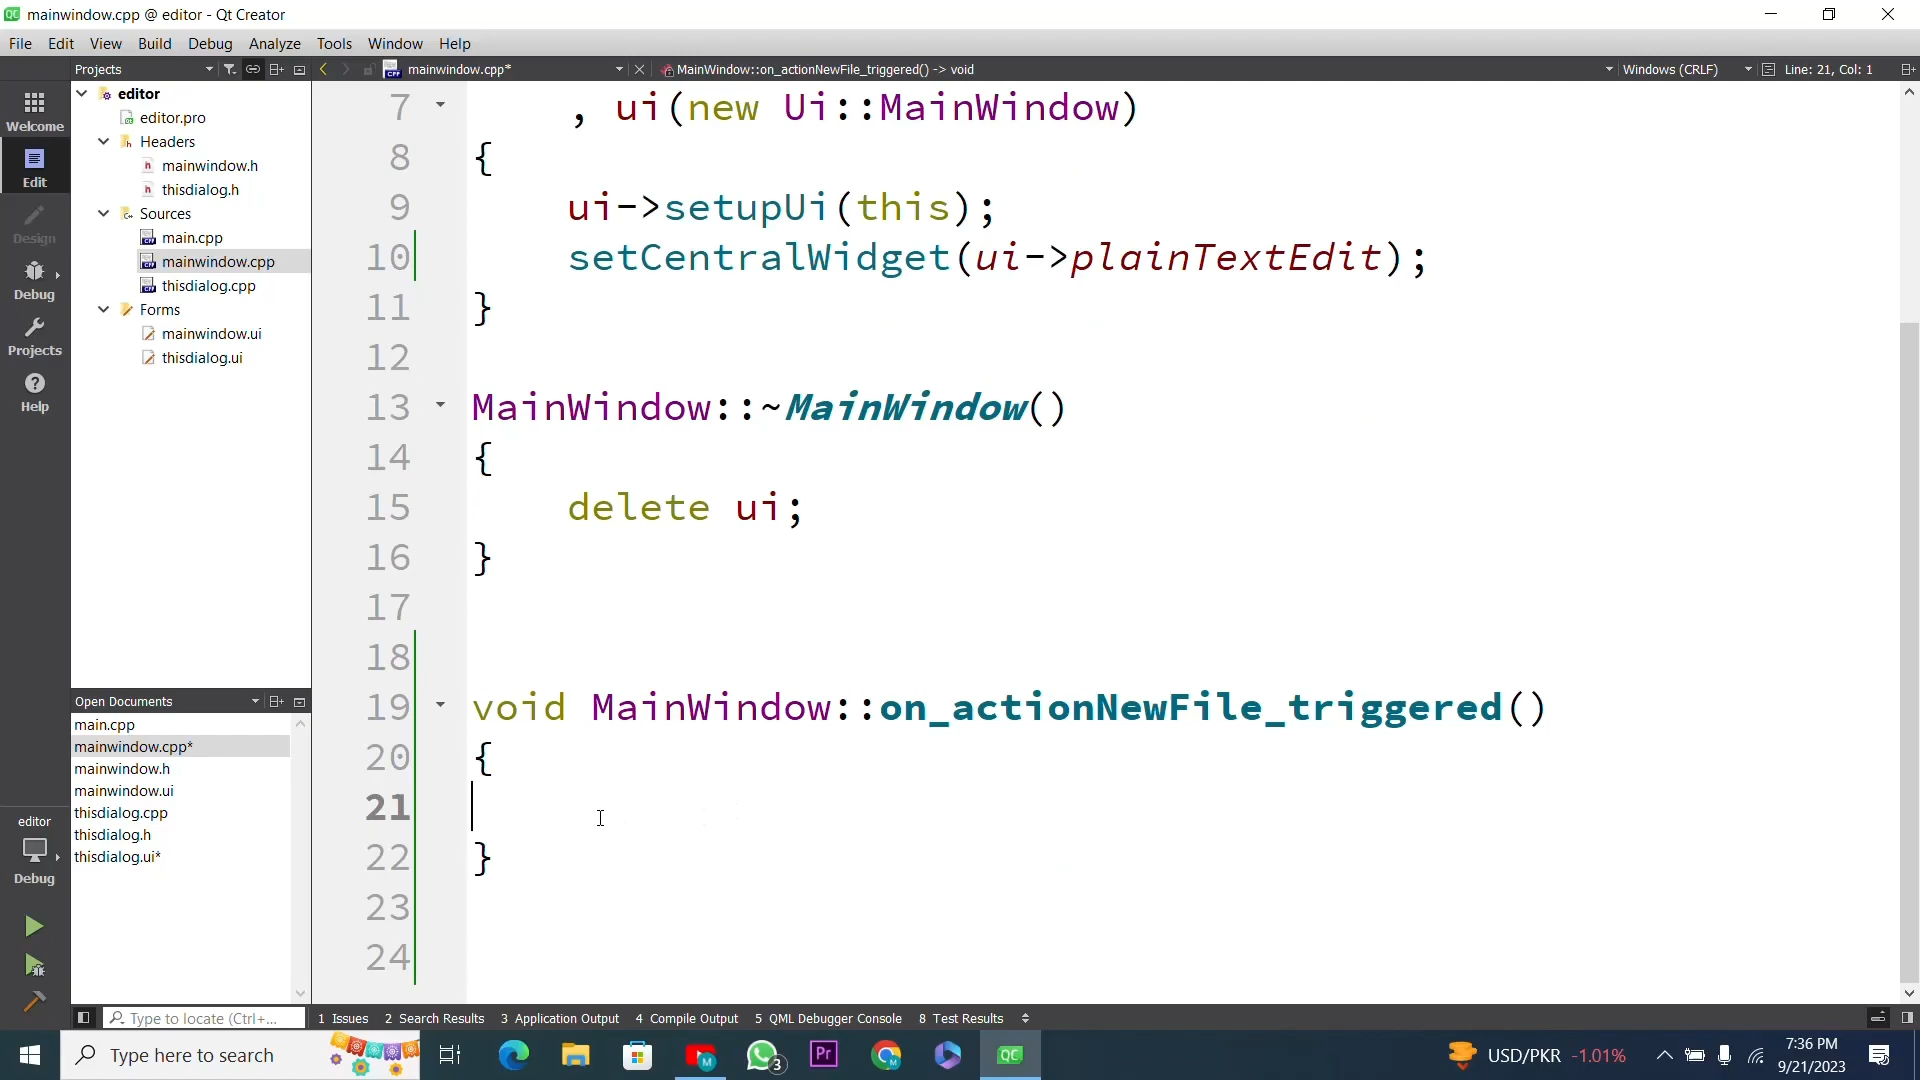 mainwindow.cpp @ editor - Qt Creator
File Edit View Build Debug Analyze Tools Window Help
Projects mainwindow.cpp* MainWindow::on_actionNewFile_triggered() -> void Windows (CRLF) Line: 21, Col: 1
Welcome
Edit
Design
Debug
Projects
Help
editor
Debug
editor
editor.pro
Headers
mainwindow.h
thisdialog.h
Sources
main.cpp
mainwindow.cpp
thisdialog.cpp
Forms
mainwindow.ui
thisdialog.ui
Open Documents
main.cpp
mainwindow.cpp*
mainwindow.h
mainwindow.ui
thisdialog.cpp
thisdialog.h
thisdialog.ui*
7 , ui(new Ui::MainWindow)
8 {
9 ui->setupUi(this);
10 setCentralWidget(ui->plainTextEdit);
11 }
12
13 MainWindow::~MainWindow()
14 {
15 delete ui;
16 }
17
18
19 void MainWindow::on_actionNewFile_triggered()
20 {
21
22 }
23
24
Type to locate (Ctrl+... 1 Issues 2 Search Results 3 Application Output 4 Compile Output 5 QML Debugger Console 8 Test Results
Type here to search 3 Pr QC USD/PKR -1.01% 7:36 PM
9/21/2023